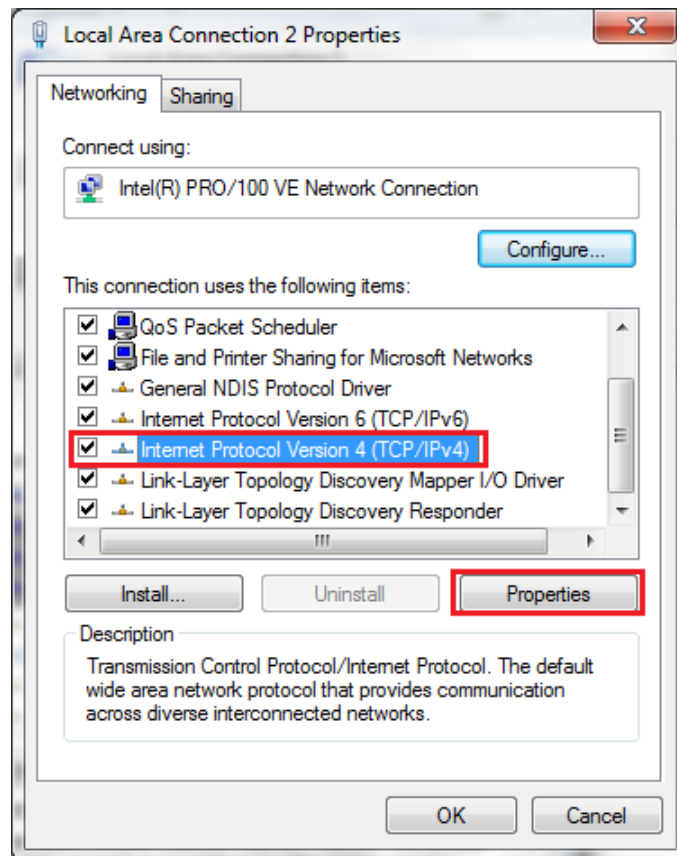 Local Area Connection 2 Properties
Networking
Sharing
Connect using:
Intel(R) PRO/100 VE Network Connection
Configure...
This connection uses the following items:
QoS Packet Scheduler
File and Printer Sharing for Microsoft Networks
General NDIS Protocol Driver
Internet Protocol Version 6 (TCP/IPv6)
Internet Protocol Version 4 (TCP/IPv4)
Link-Layer Topology Discovery Mapper I/O Driver
Link-Layer Topology Discovery Responder
Install...
Uninstall
Properties
Description
Transmission Control Protocol/Internet Protocol. The default
wide area network protocol that provides communication
across diverse interconnected networks.
OK
Cancel